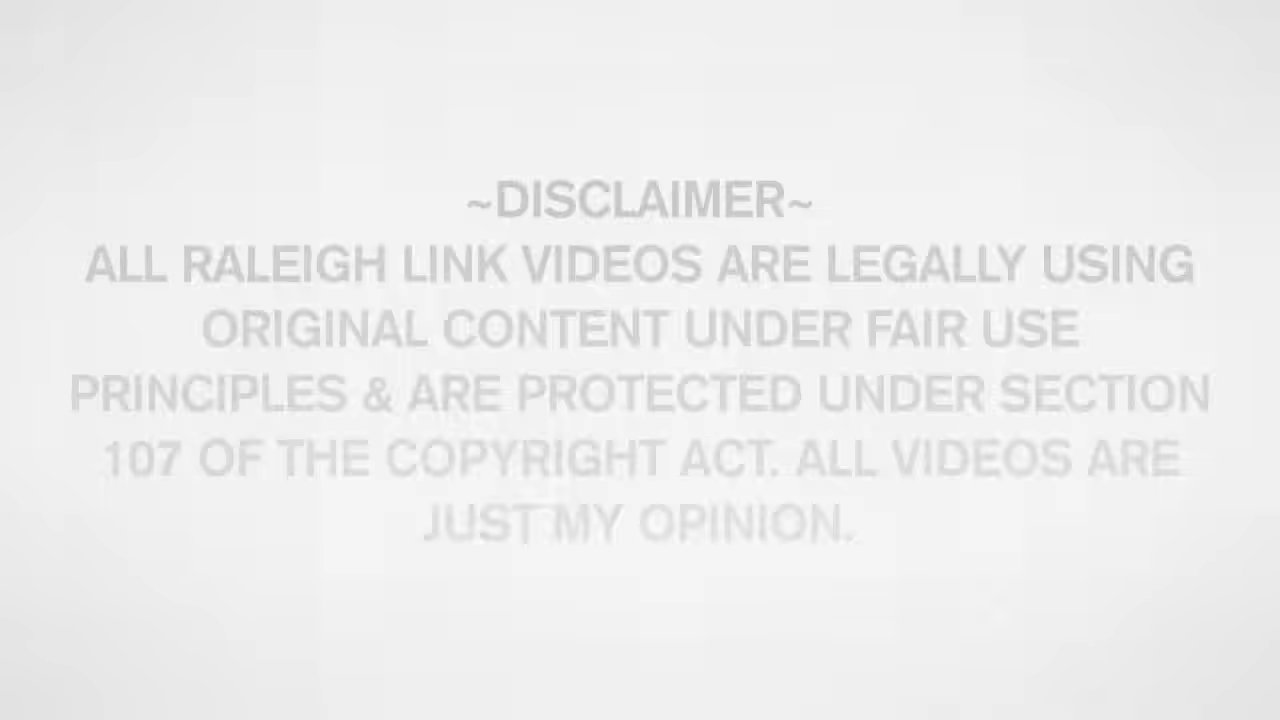 ~DISCLAIMER~
ALL RALEIGH LINK VIDEOS ARE LEGALLY USING
ORIGINAL CONTENT UNDER FAIR USE
PRINCIPLES & ARE PROTECTED UNDER SECTION
107 OF THE COPYRIGHT ACT. ALL VIDEOS ARE
JUST MY OPINION.